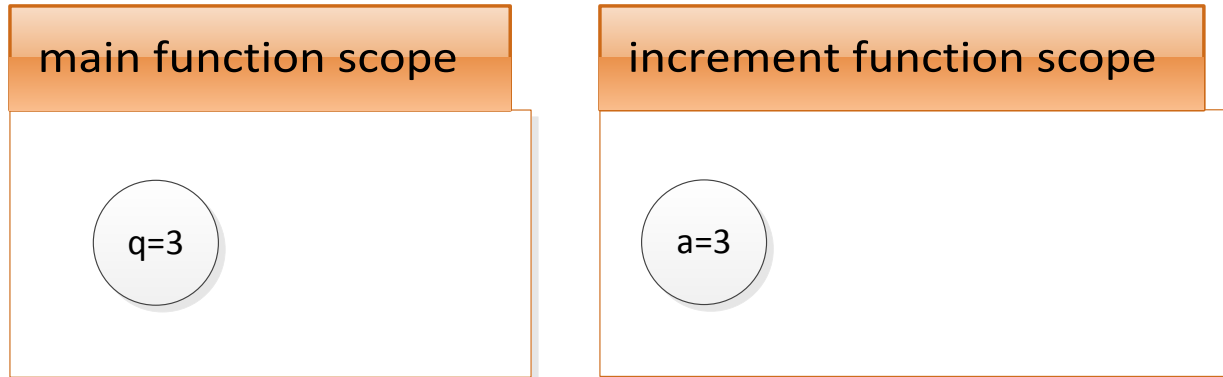 main function scope
q=3
increment function scope
a=3